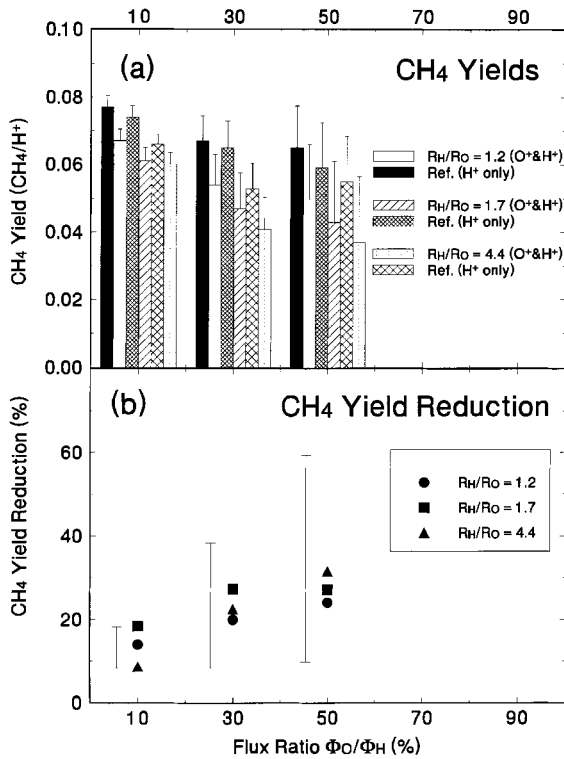 10 30 50 70 90
0.10
(a) CH₄ Yields
0.08
0.06
0.04
0.02
0.00
CH₄ Yield (CH₄/H⁺)
RH/RO = 1.2 (O⁺&H⁺)
Ref. (H⁺ only)
RH/RO = 1.7 (O⁺&H⁺)
Ref. (H⁺ only)
RH/RO = 4.4 (O⁺&H⁺)
Ref. (H⁺ only)
(b) CH₄ Yield Reduction
60
40
20
0
CH₄ Yield Reduction (%)
RH/RO = 1.2
RH/RO = 1.7
RH/RO = 4.4
10 30 50 70 90
Flux Ratio ΦO/ΦH (%)